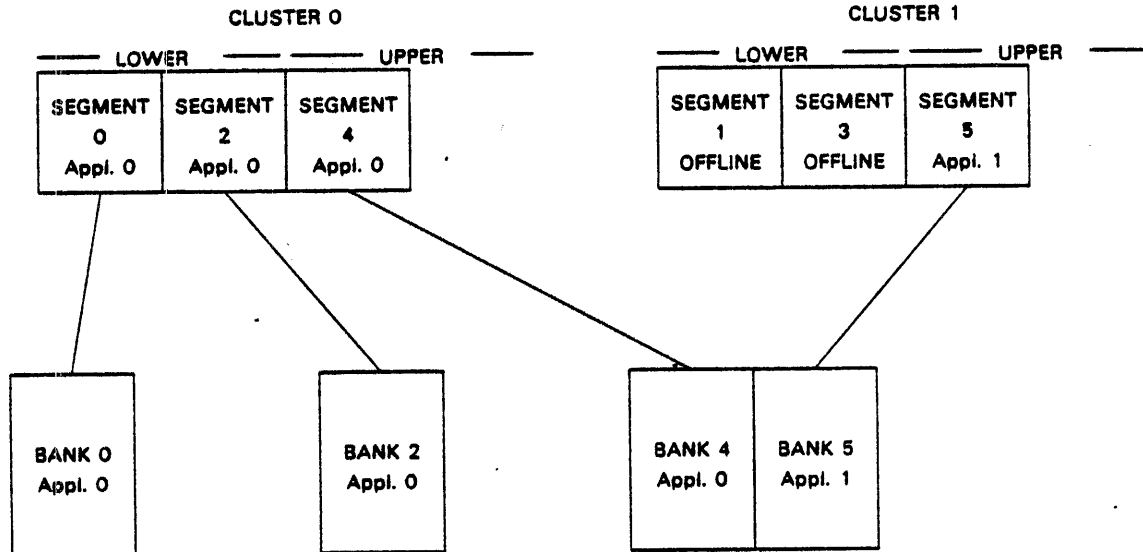 CLUSTER 0
CLUSTER 1
LOWER UPPER
LOWER UPPER
SEGMENT
0
Appl. 0
SEGMENT
2
Appl. 0
SEGMENT
4
Appl. 0
SEGMENT
1
OFFLINE
SEGMENT
3
OFFLINE
SEGMENT
5
Appl. 1
BANK 0
Appl. 0
BANK 2
Appl. 0
BANK 4
Appl. 0
BANK 5
Appl. 1